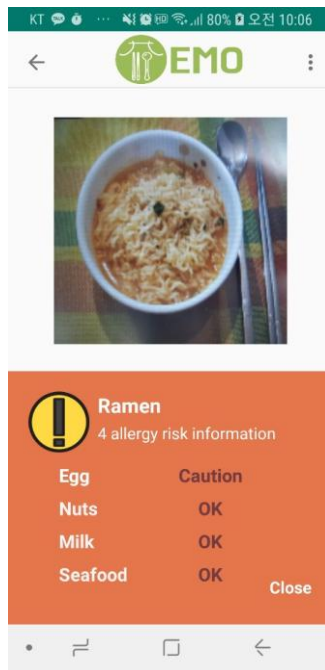 KT ... 80% 오전 10:06
EMO
Ramen
4 allergy risk information
Egg Caution
Nuts OK
Milk OK
Seafood OK
Close